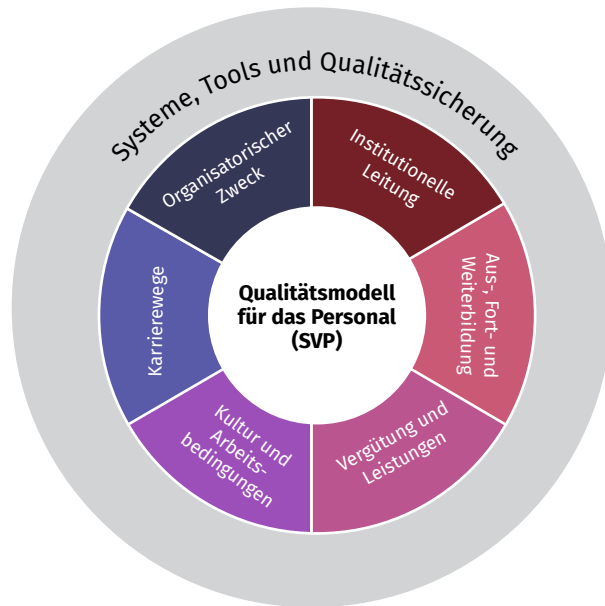 Systeme, Tools und Qualitätssicherung
Organisatorischer
Zweck
Institutionelle
Leitung
Aus-, Fort- und
Weiterbildung
Vergütung und
Leistungen
Kultur und
Arbeits-
bedingungen
Karrierewege
Qualitätsmodell
für das Personal
(SVP)